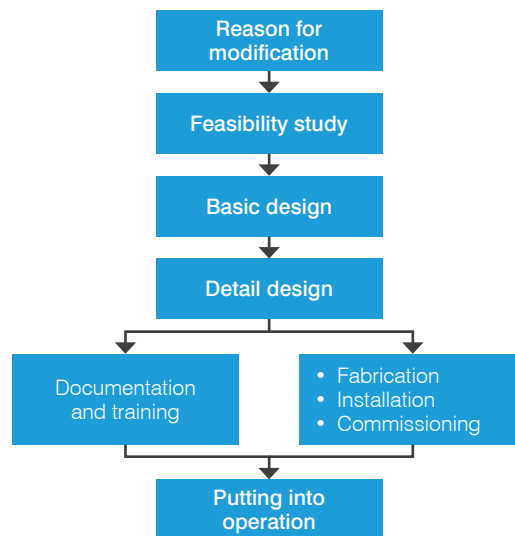 Reason for
modification
Feasibility study
Basic design
Detail design
Documentation
and training
• Fabrication
• Installation
• Commissioning
Putting into
operation